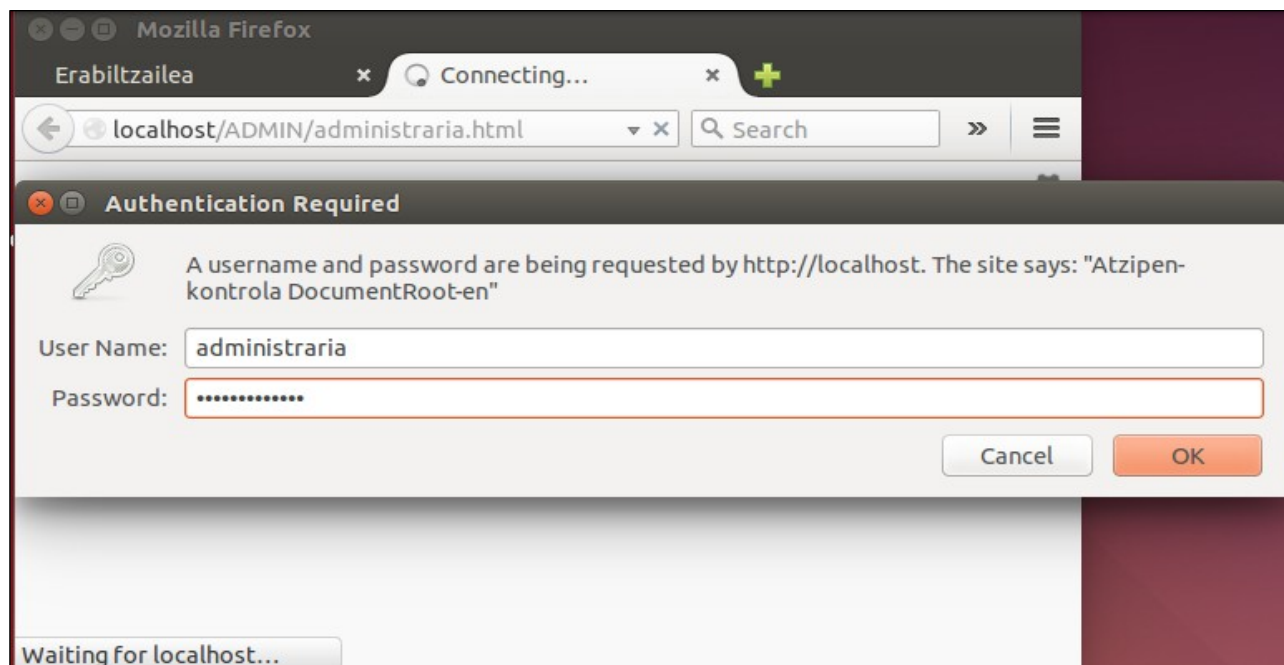 Mozilla Firefox
Erabiltzailea
Connecting...
localhost/ADMIN/administraria.html
Search
Authentication Required
A username and password are being requested by http://localhost. The site says: "Atzipen-
kontrola DocumentRoot-en"
User Name:
administraria
Password:
•••••••••••••
Cancel
OK
Waiting for localhost...